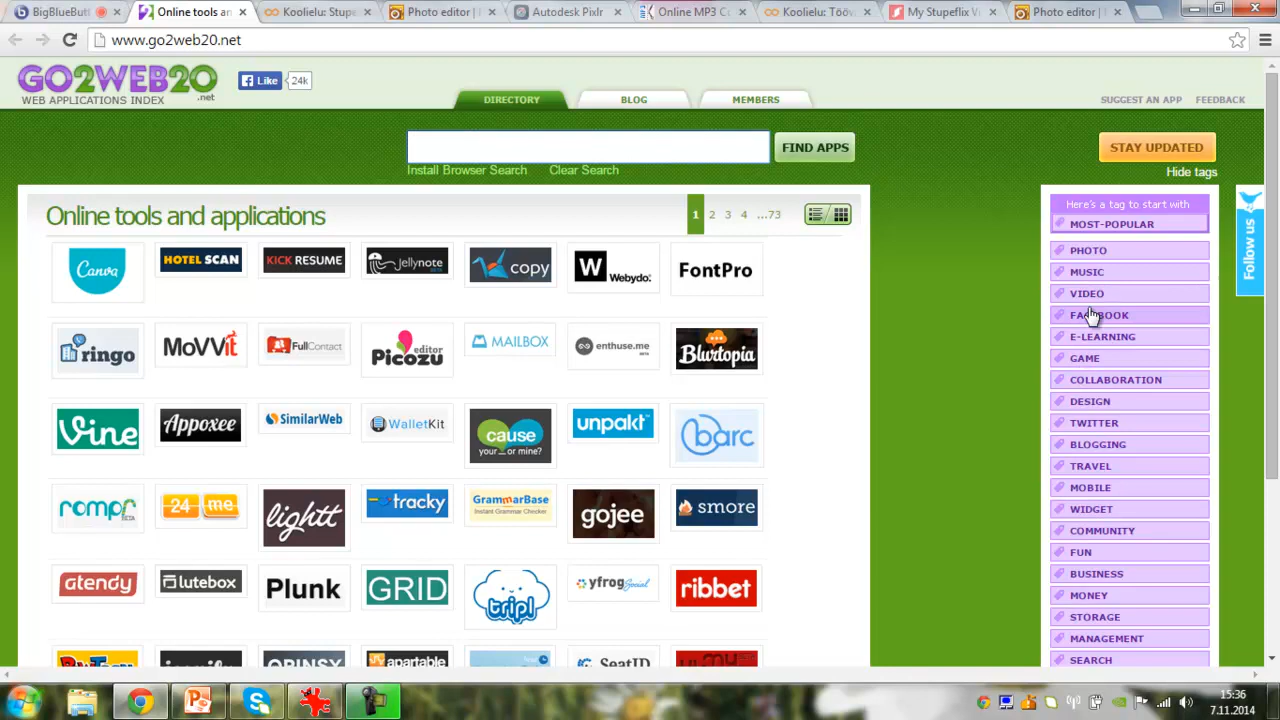 BigBlueButt
Online tools an
Koolielu: Stupe
Photo editor |
Autodesk Pixlr
Online MP3 C
Koolielu: Tööv
My Stupeflix V
Photo editor |
www.go2web20.net
GO2WEB20
.net
WEB APPLICATIONS INDEX
Like
24k
DIRECTORY
BLOG
MEMBERS
SUGGEST AN APP
FEEDBACK
FIND APPS
STAY UPDATED
Install Browser Search
Clear Search
Hide tags
Online tools and applications
1 2 3 4 ...73
Here's a tag to start with
MOST-POPULAR
PHOTO
MUSIC
VIDEO
E-LEARNING
GAME
COLLABORATION
DESIGN
TWITTER
BLOGGING
TRAVEL
MOBILE
WIDGET
COMMUNITY
FUN
BUSINESS
MONEY
STORAGE
MANAGEMENT
SEARCH
Follow us
Canva
HOTEL SCAN
KICK RESUME
Jellynote
BETA
copy
W Webydo
FontPro
ringo
MoVVit
FullContact
Picozu
editor
MAILBOX
enthuse.me
beta
Blurtopia
Vine
Appoxee
SimilarWeb
WalletKit
cause
your or mine?
unpakt
barc
rompr
BETA
24 me
lightt
tracky
GrammarBase
Instant Grammar Checker
gojee
smore
atendy
lutebox
Plunk
GRID
tripl
yfrog Social
ribbet
apartable
SeatID
15:36
7.11.2014